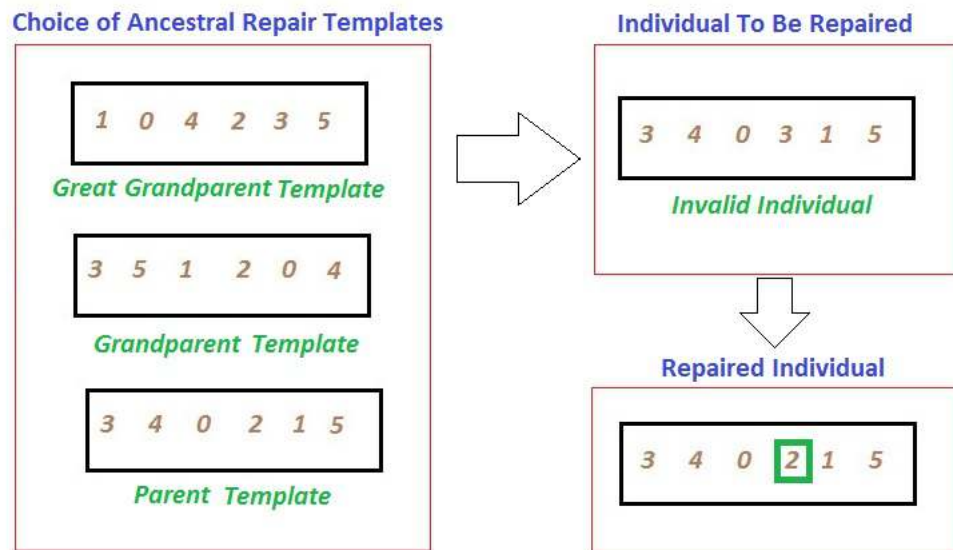 Choice of Ancestral Repair Templates
1 0 4 2 3 5
Great Grandparent Template
3 5 1 2 0 4
Grandparent Template
3 4 0 2 1 5
Parent Template
Individual To Be Repaired
3 4 0 3 1 5
Invalid Individual
Repaired Individual
3 4 0 2 1 5